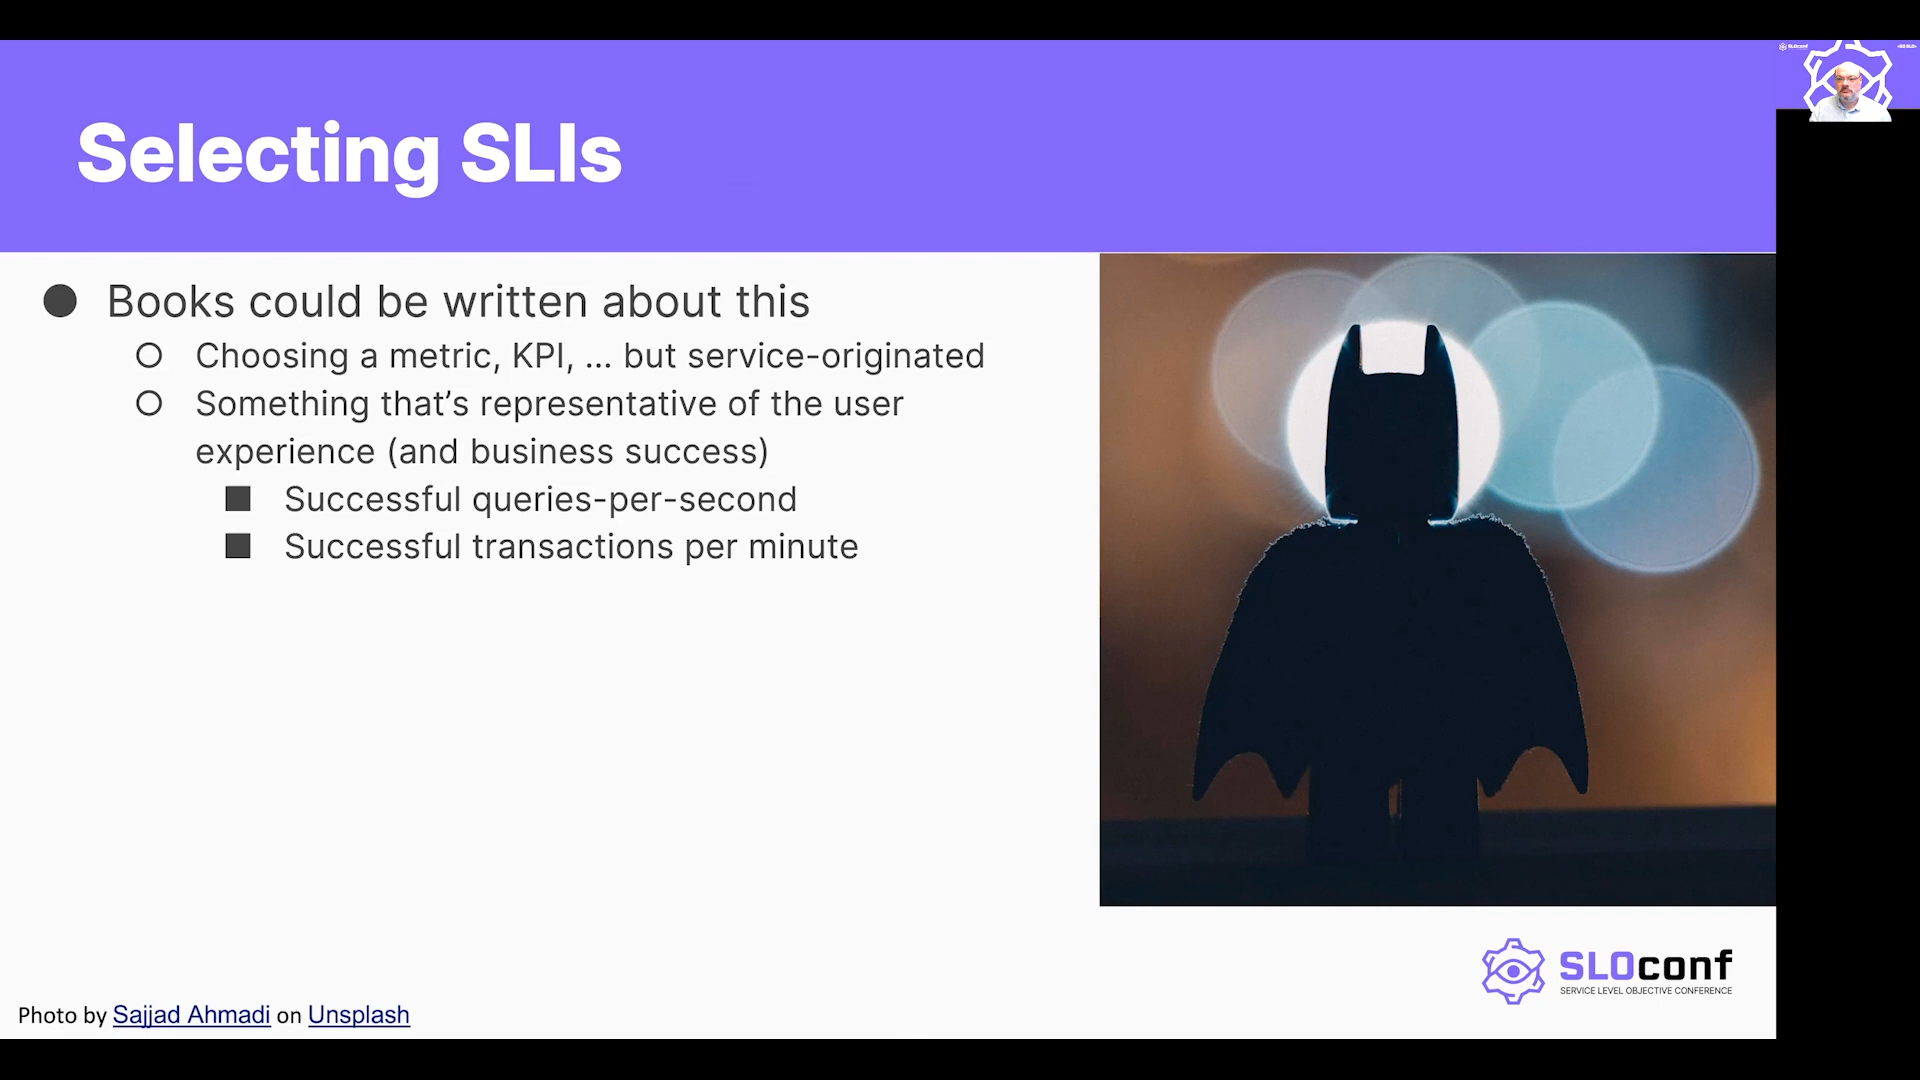 Selecting SLIs
Books could be written about this
Choosing a metric, KPI, ... but service-originated
Something that’s representative of the user
experience (and business success)
Successful queries-per-second
Successful transactions per minute
SLOconf
SERVICE LEVEL OBJECTIVE CONFERENCE
Photo by Sajjad Ahmadi on Unsplash